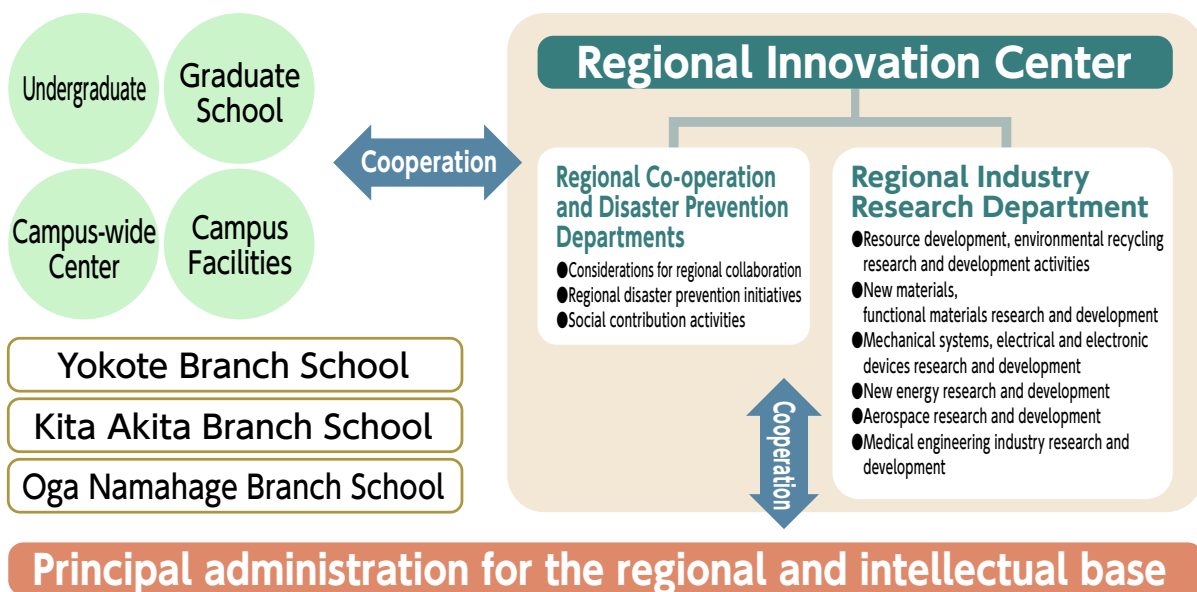 Undergraduate
Graduate
School
Campus-wide
Center
Campus
Facilities
Yokote Branch School
Kita Akita Branch School
Oga Namahage Branch School
Cooperation
Regional Innovation Center
Regional Co-operation
and Disaster Prevention
Departments
●Considerations for regional collaboration
●Regional disaster prevention initiatives
●Social contribution activities
Regional Industry
Research Department
●Resource development, environmental recycling
research and development activities
●New materials,
functional materials research and development
●Mechanical systems, electrical and electronic
devices research and development
●New energy research and development
●Aerospace research and development
●Medical engineering industry research and
development
Cooperation
Principal administration for the regional and intellectual base